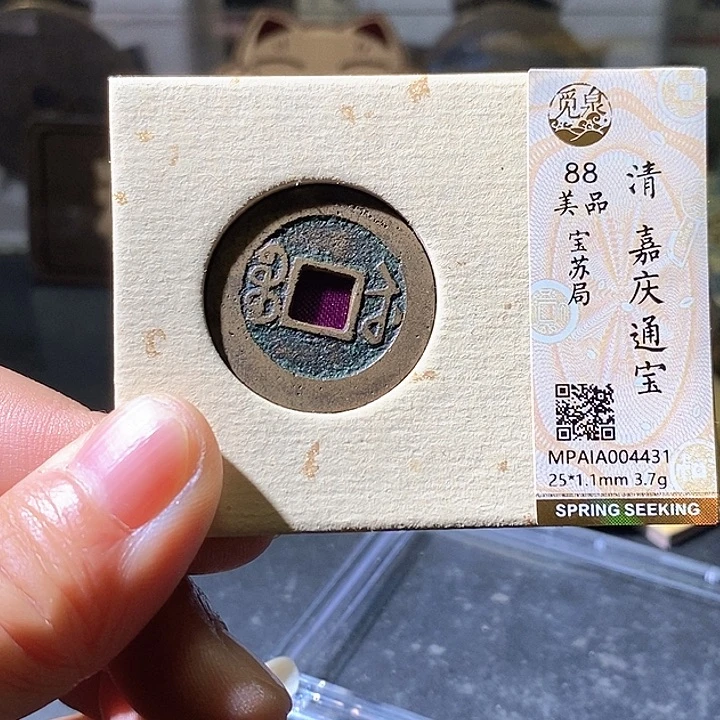 觅泉
88
美品
宝苏局
清 嘉庆通宝
MPAIA004431
25*1.1mm 3.7g
SPRING SEEKING